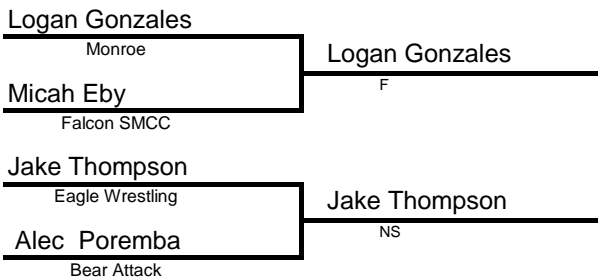 Logan Gonzales
Monroe
Logan Gonzales
F
Micah Eby
Falcon SMCC
Jake Thompson
Eagle Wrestling
Jake Thompson
NS
Alec Poremba
Bear Attack